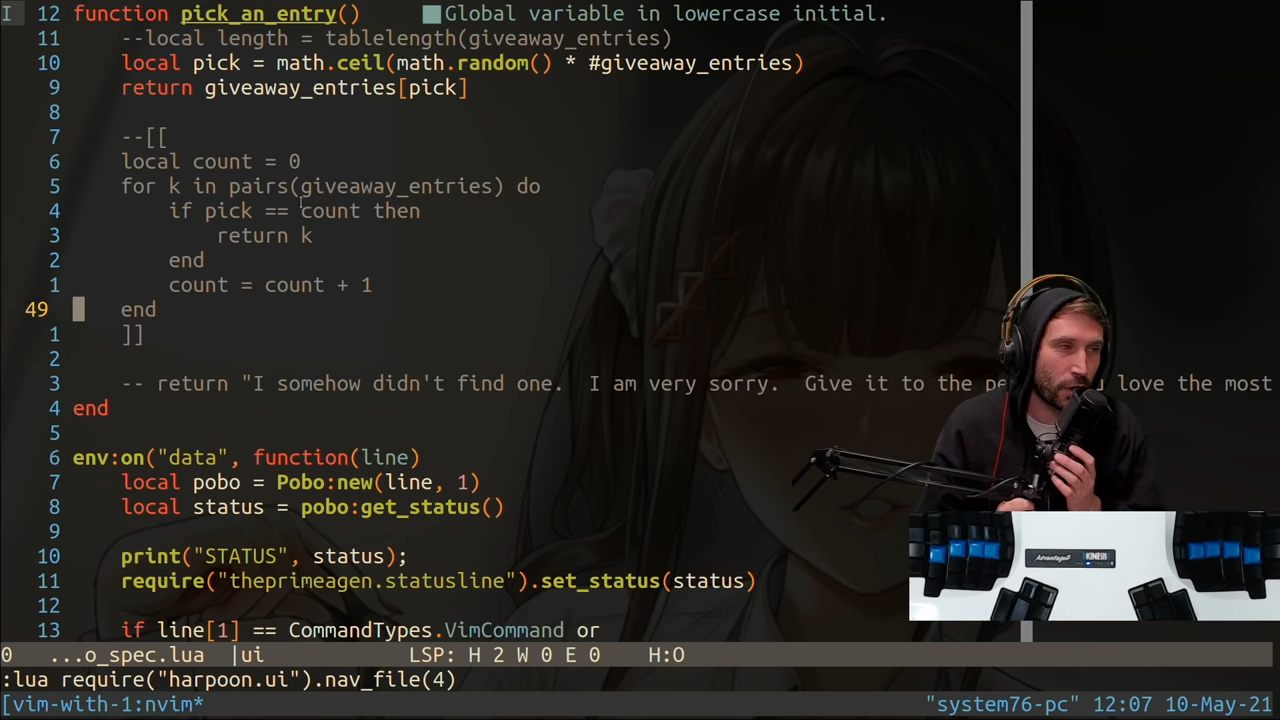 I 12 function pick_an_entry() Global variable in lowercase initial.
11 --local length = tablelength(giveaway_entries)
10 local pick = math.ceil(math.random() * #giveaway_entries)
9 return giveaway_entries[pick]
8
7 --[[
6 local count = 0
5 for k in pairs(giveaway_entries) do
4 if pick == count then
3 return k
2 end
1 count = count + 1
49 end
1 ]]
2
3 -- return "I somehow didn't find one. I am very sorry. Give it to the love the most
4 end
5
6 env:on("data", function(line)
7 local pobo = Pobo:new(line, 1)
8 local status = pobo:get_status()
9
10 print("STATUS", status);
11 require("theprimeagen.statusline").set_status(status)
12
13 if line[1] == CommandTypes.VimCommand or
0 ...o_spec.lua |ui LSP: H 2 W 0 E 0 H:O
:lua require("harpoon.ui").nav_file(4)
[vim-with-1:nvim* "system76-pc" 12:07 10-May-21
Advantage2 KINESIS